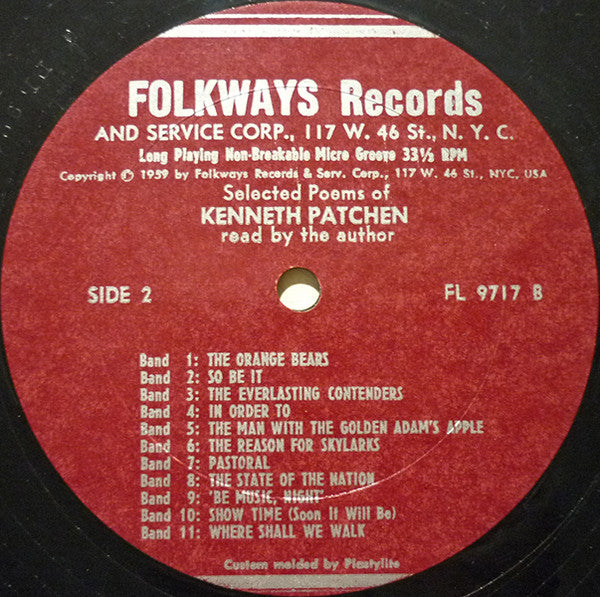 FOLKWAYS Records
AND SERVICE CORP., 117 W. 46 St., N. Y. C.
Long Playing Non-Breakable Micro Groove 33⅓ RPM
Copyright Ⓒ 1959 by Folkways Records & Serv. Corp., 117 W. 46 St., NYC, USA
Selected Poems of
KENNETH PATCHEN
read by the author
SIDE 2 FL 9717 B
Band 1: THE ORANGE BEARS
Band 2: SO BE IT
Band 3: THE EVERLASTING CONTENDERS
Band 4: IN ORDER TO
Band 5: THE MAN WITH THE GOLDEN ADAM'S APPLE
Band 6: THE REASON FOR SKYLARKS
Band 7: PASTORAL
Band 8: THE STATE OF THE NATION
Band 9: 'BE MUSIC, NIGHT'
Band 10: SHOW TIME (Soon It Will Be)
Band 11: WHERE SHALL WE WALK
Custom molded by Plastylite